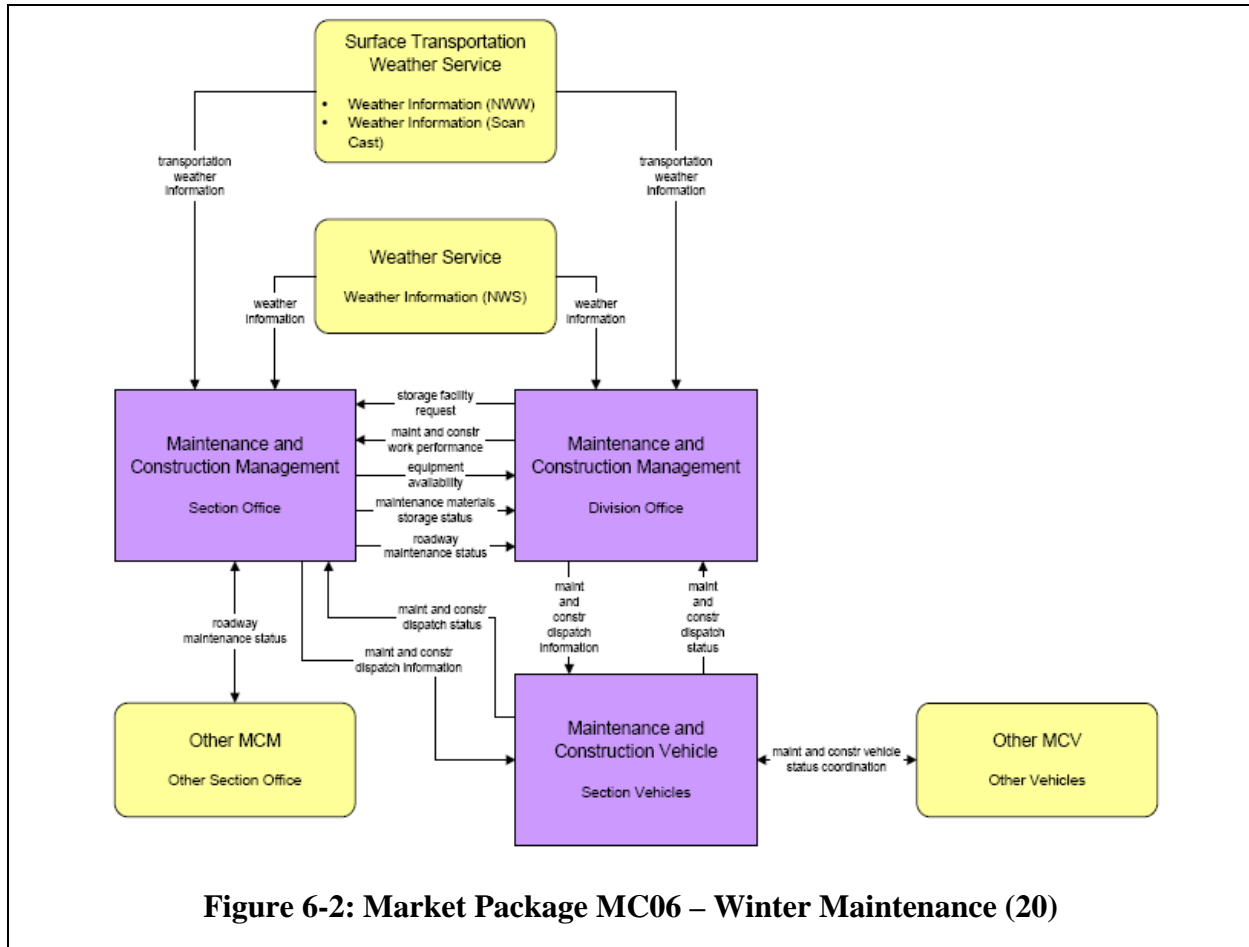 Surface Transportation
Weather Service
• Weather Information (NWW)
• Weather Information (Scan
Cast)
transportation
weather
information
transportation
weather
information
Weather Service
Weather Information (NWS)
weather
information
weather
information
Maintenance and
Construction Management
Section Office
storage facility
request
maint and constr
work performance
equipment
availability
maintenance materials
storage status
roadway
maintenance status
Maintenance and
Construction Management
Division Office
roadway
maintenance status
maint and constr
dispatch status
maint and constr
dispatch information
maint
and
constr
dispatch
information
maint
and
constr
dispatch
status
Other MCM
Other Section Office
Maintenance and
Construction Vehicle
Section Vehicles
maint and constr vehicle
status coordination
Other MCV
Other Vehicles
Figure 6-2: Market Package MC06 – Winter Maintenance (20)